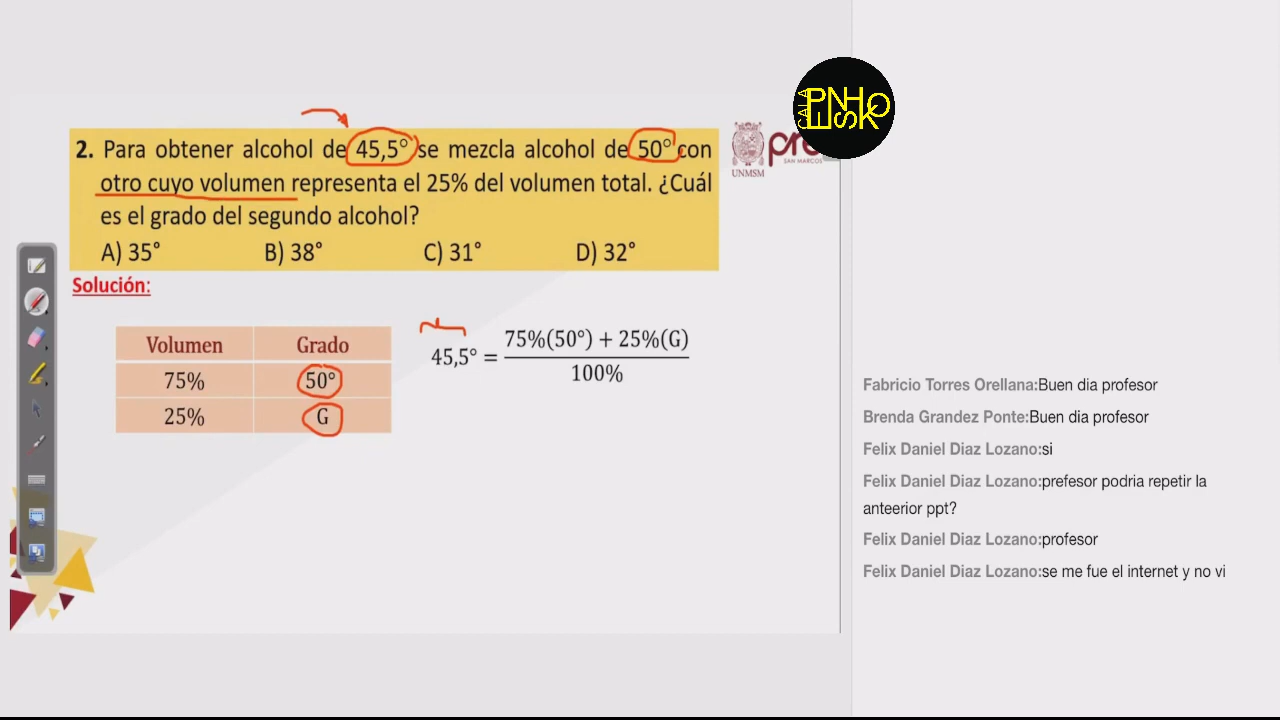 2. Para obtener alcohol de 45,5° se mezcla alcohol de 50° con
otro cuyo volumen representa el 25% del volumen total. ¿Cuál
es el grado del segundo alcohol?
A) 35° B) 38° C) 31° D) 32°
UNMSM
pre
SAN MARCOS
Solución:
Volumen Grado
75% 50°
25% G
45,5° = 75%(50°) + 25%(G) / 100%
Fabricio Torres Orellana:Buen dia profesor
Brenda Grandez Ponte:Buen dia profesor
Felix Daniel Diaz Lozano:si
Felix Daniel Diaz Lozano:prefesor podria repetir la
anteerior ppt?
Felix Daniel Diaz Lozano:profesor
Felix Daniel Diaz Lozano:se me fue el internet y no vi